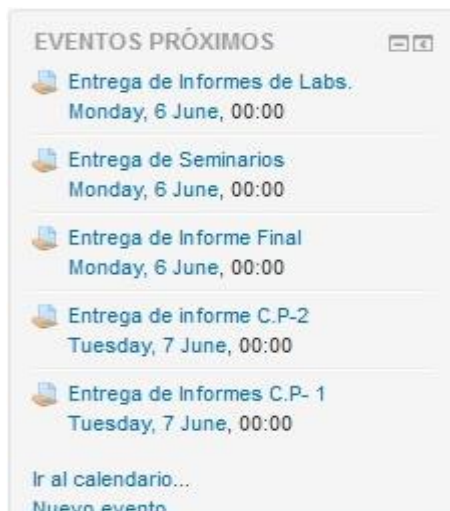 EVENTOS PRÓXIMOS
Entrega de Informes de Labs.
Monday, 6 June, 00:00
Entrega de Seminarios
Monday, 6 June, 00:00
Entrega de Informe Final
Monday, 6 June, 00:00
Entrega de informe C.P-2
Tuesday, 7 June, 00:00
Entrega de Informes C.P- 1
Tuesday, 7 June, 00:00
Ir al calendario...
Nuevo evento